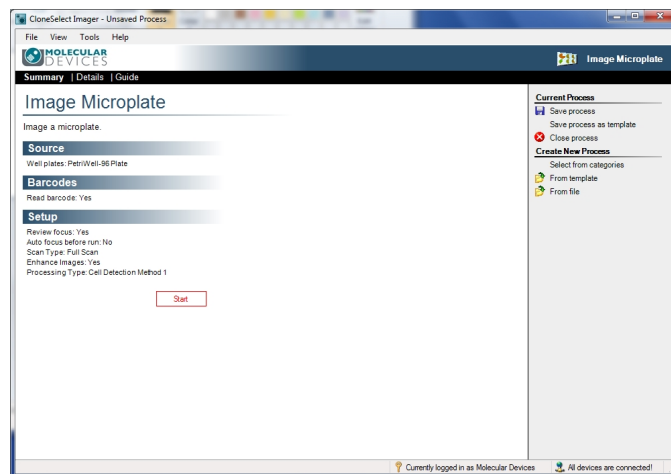 CloneSelect Imager - Unsaved Process
File View Tools Help
MOLECULAR
DEVICES
Image Microplate
Summary | Details | Guide
Image Microplate
Image a microplate.
Source
Well plates: PetriWell-96 Plate
Barcodes
Read barcode: Yes
Setup
Review focus: Yes
Auto focus before run: No
Scan Type: Full Scan
Enhance Images: Yes
Processing Type: Cell Detection Method 1
Start
Current Process
Save process
Save process as template
Close process
Create New Process
Select from categories
From template
From file
Currently logged in as Molecular Devices
All devices are connected!